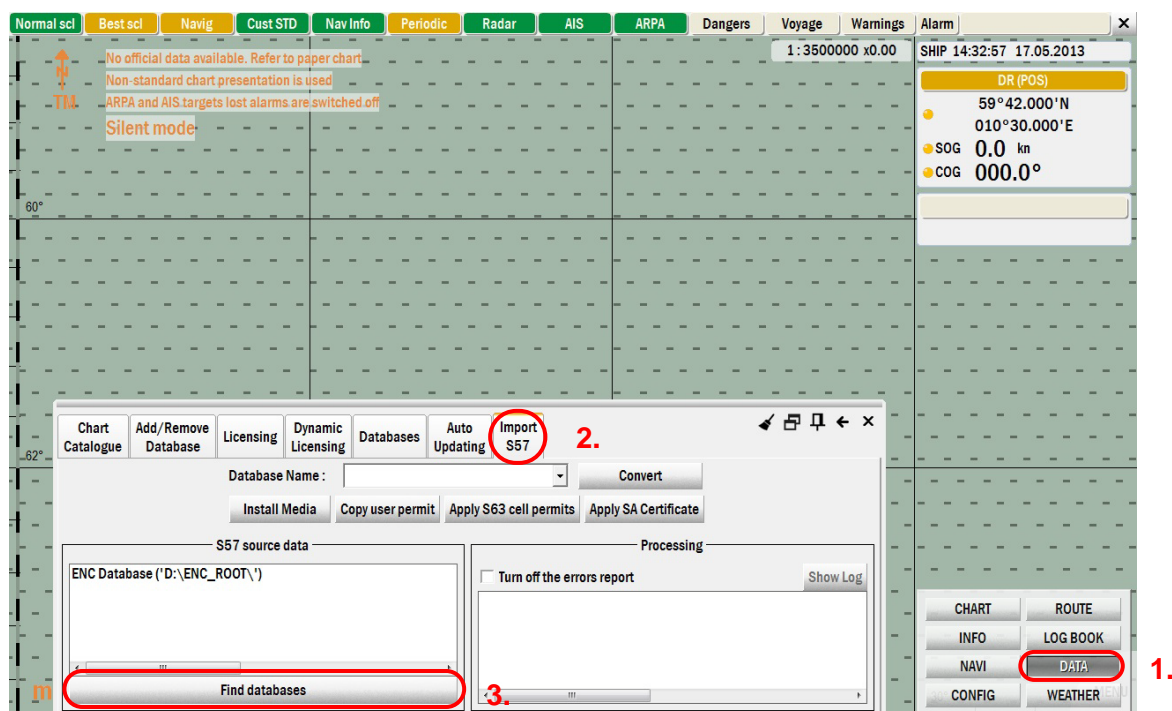 Normal scl Best scl Navig Cust STD Nav Info Periodic Radar AIS ARPA Dangers Voyage Warnings Alarm
1:3500000 x0.00
SHIP 14:32:57 17.05.2013
No official data available. Refer to paper chart
Non-standard chart presentation is used
ARPA and AIS targets lost alarms are switched off
Silent mode
N
TM
DR (POS)
59°42.000'N
010°30.000'E
SOG 0.0 kn
COG 000.0°
60°
62°
Chart Catalogue
Add/Remove Database
Licensing
Dynamic Licensing
Databases
Auto Updating
Import S57
2.
Database Name :
Convert
Install Media Copy user permit Apply S63 cell permits Apply SA Certificate
S57 source data
Processing
ENC Database ('D:\ENC_ROOT\')
Turn off the errors report
Show Log
Find databases
3.
m
CHART ROUTE
INFO LOG BOOK
NAVI DATA
1.
CONFIG WEATHER
MENU